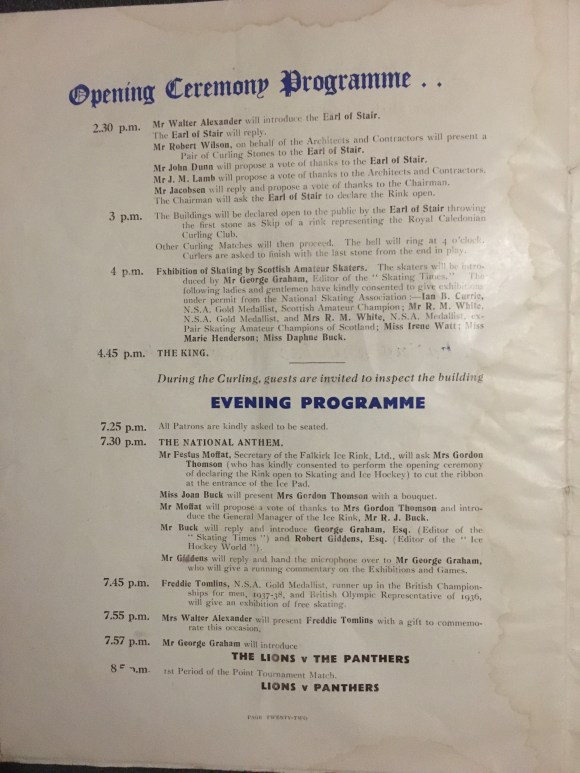 Opening Ceremony Programme . .
2.30 p.m. Mr Walter Alexander will introduce the Earl of Stair.
The Earl of Stair will reply.
Mr Robert Wilson, on behalf of the Architects and Contractors will present a
Pair of Curling Stones to the Earl of Stair.
Mr John Dunn will propose a vote of thanks to the Earl of Stair.
Mr J. M. Lamb will propose a vote of thanks to the Architects and Contractors.
Mr Jacobsen will reply and propose a vote of thanks to the Chairman.
The Chairman will ask the Earl of Stair to declare the Rink open.
3 p.m. The Buildings will be declared open to the public by the Earl of Stair throwing
the first stone as Skip of a rink representing the Royal Caledonian
Curling Club.
Other Curling Matches will then proceed. The bell will ring at 4 o'clock.
Curlers are asked to finish with the last stone from the end in play.
4 p.m. Exhibition of Skating by Scottish Amateur Skaters. The skaters will be intro-
duced by Mr George Graham, Editor of the " Skating Times." The
following ladies and gentlemen have kindly consented to give exhibitions
under permit from the National Skating Association :—Ian B. Currie,
N.S.A. Gold Medallist, Scottish Amateur Champion; Mr R. M. White,
N.S.A. Gold Medallist, and Mrs R. M. White, N.S.A. Medallist, ex-
Pair Skating Amateur Champions of Scotland; Miss Irene Watt; Miss
Marie Henderson; Miss Daphne Buck.
4.45 p.m. THE KING.
During the Curling, guests are invited to inspect the building
EVENING PROGRAMME
7.25 p.m. All Patrons are kindly asked to be seated.
7.30 p.m. THE NATIONAL ANTHEM.
Mr Festus Moffat, Secretary of the Falkirk Ice Rink, Ltd., will ask Mrs Gordon
Thomson (who has kindly consented to perform the opening ceremony
of declaring the Rink open to Skating and Ice Hockey) to cut the ribbon
at the entrance of the Ice Pad.
Miss Joan Buck will present Mrs Gordon Thomson with a bouquet.
Mr Moffat will propose a vote of thanks to Mrs Gordon Thomson and intro-
duce the General Manager of the Ice Rink, Mr R. J. Buck.
Mr Buck will reply and introduce George Graham, Esq. (Editor of the
" Skating Times ") and Robert Giddens, Esq. (Editor of the " Ice
Hockey World ").
Mr Giddens will reply and hand the microphone over to Mr George Graham,
who will give a running commentary on the Exhibitions and Games.
7.45 p.m. Freddie Tomlins, N.S.A. Gold Medallist, runner up in the British Champion-
ships for men, 1937-38, and British Olympic Representative of 1936,
will give an exhibition of free skating.
7.55 p.m. Mrs Walter Alexander will present Freddie Tomlins with a gift to commemo-
rate this occasion.
7.57 p.m. Mr George Graham will introduce
THE LIONS v THE PANTHERS
p.m. 1st Period of the Point Tournament Match.
LIONS v PANTHERS
PAGE TWENTY-TWO